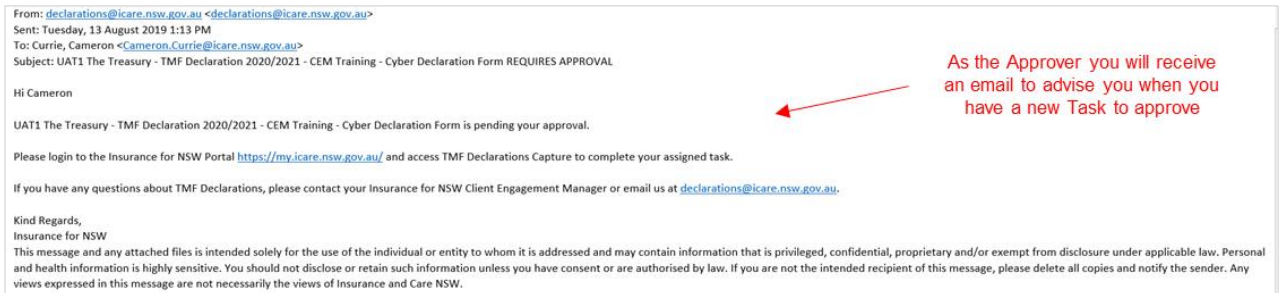 From: declarations@icare.nsw.gov.au <declarations@icare.nsw.gov.au>
Sent: Tuesday, 13 August 2019 1:13 PM
To: Currie, Cameron <Cameron.Currie@icare.nsw.gov.au>
Subject: UAT1 The Treasury - TMF Declaration 2020/2021 - CEM Training - Cyber Declaration Form REQUIRES APPROVAL
As the Approver you will receive
an email to advise you when you
have a new Task to approve
Hi Cameron
UAT1 The Treasury - TMF Declaration 2020/2021 - CEM Training - Cyber Declaration Form is pending your approval.
Please login to the Insurance for NSW Portal https://my.icare.nsw.gov.au/ and access TMF Declarations Capture to complete your assigned task.
If you have any questions about TMF Declarations, please contact your Insurance for NSW Client Engagement Manager or email us at declarations@icare.nsw.gov.au.
Kind Regards,
Insurance for NSW
This message and any attached files is intended solely for the use of the individual or entity to whom it is addressed and may contain information that is privileged, confidential, proprietary and/or exempt from disclosure under applicable law. Personal
and health information is highly sensitive. You should not disclose or retain such information unless you have consent or are authorised by law. If you are not the intended recipient of this message, please delete all copies and notify the sender. Any
views expressed in this message are not necessarily the views of Insurance and Care NSW.